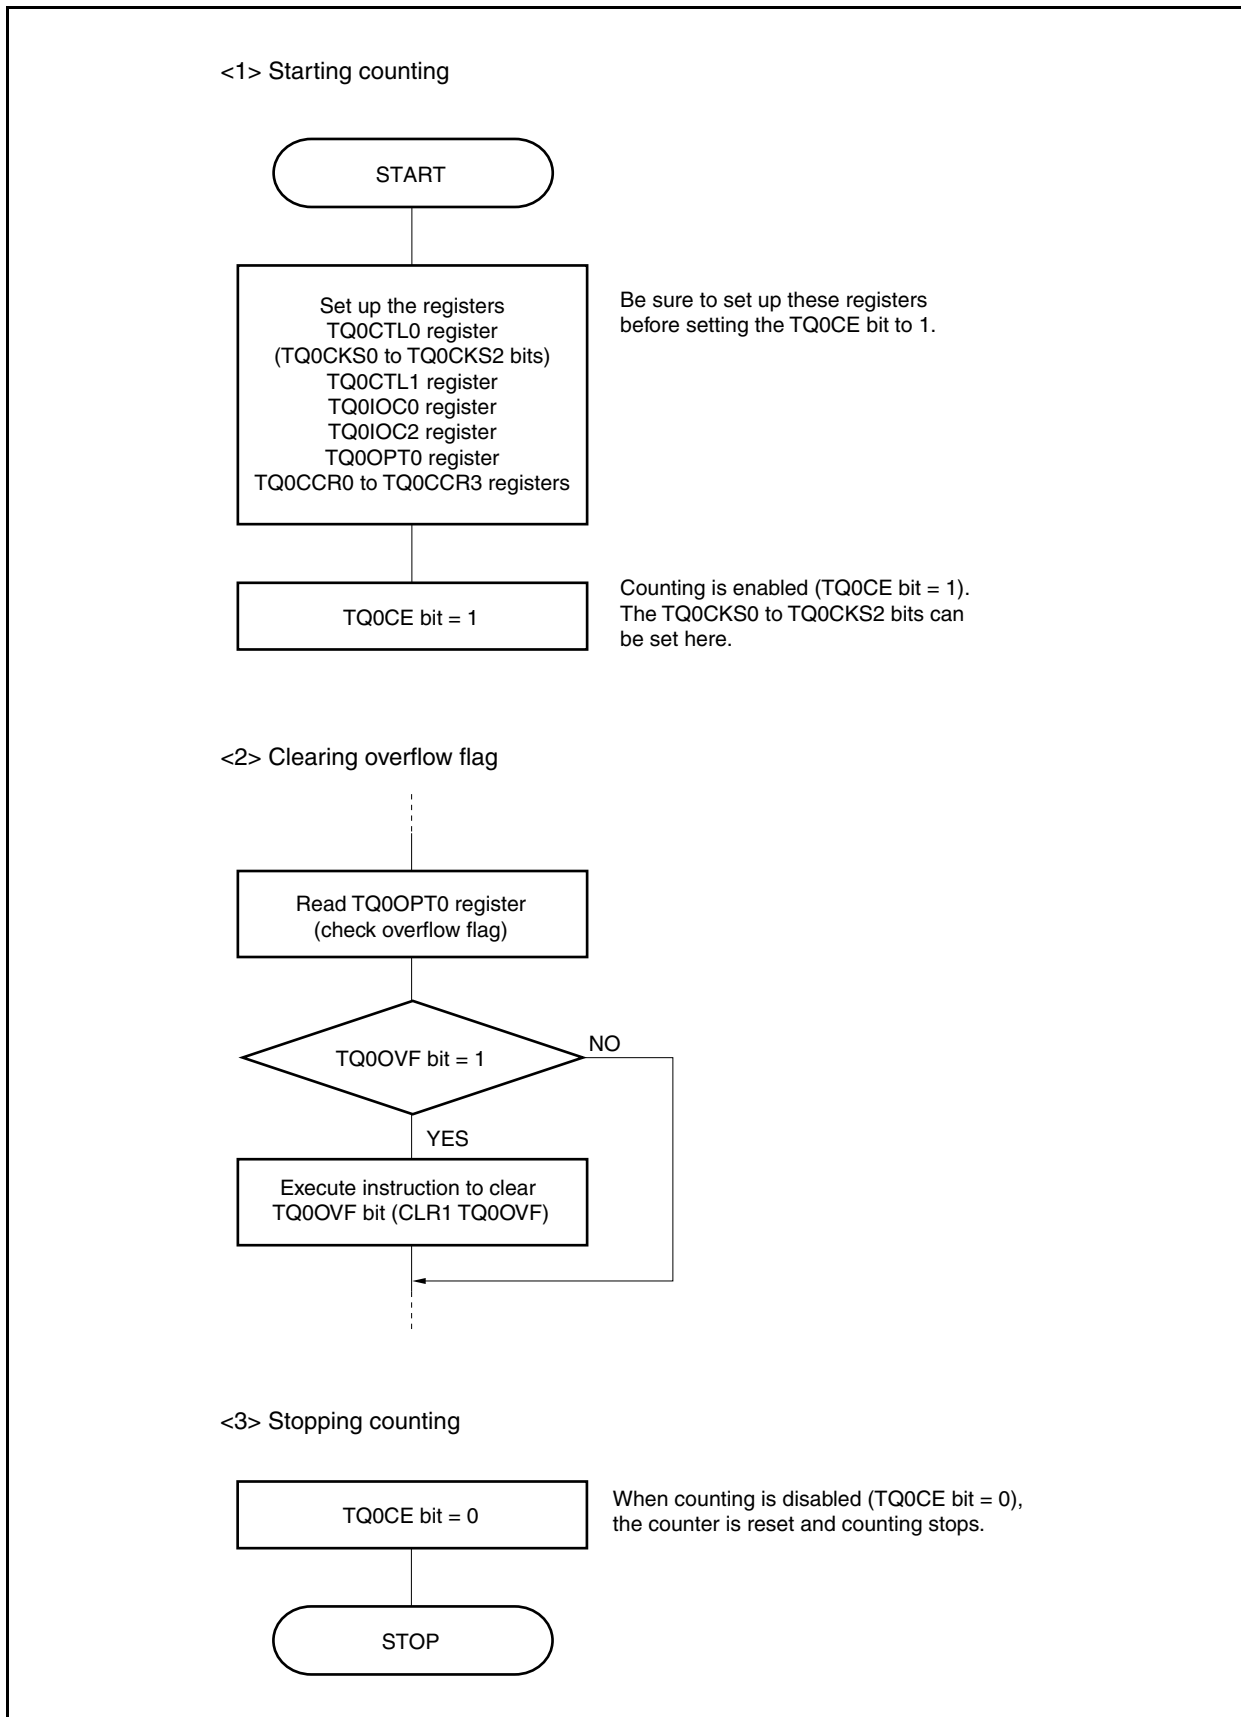 <1> Starting counting
START
Set up the registers
TQ0CTL0 register
(TQ0CKS0 to TQ0CKS2 bits)
TQ0CTL1 register
TQ0IOC0 register
TQ0IOC2 register
TQ0OPT0 register
TQ0CCR0 to TQ0CCR3 registers
Be sure to set up these registers
before setting the TQ0CE bit to 1.
TQ0CE bit = 1
Counting is enabled (TQ0CE bit = 1).
The TQ0CKS0 to TQ0CKS2 bits can
be set here.
<2> Clearing overflow flag
Read TQ0OPT0 register
(check overflow flag)
TQ0OVF bit = 1
NO
YES
Execute instruction to clear
TQ0OVF bit (CLR1 TQ0OVF)
<3> Stopping counting
TQ0CE bit = 0
When counting is disabled (TQ0CE bit = 0),
the counter is reset and counting stops.
STOP